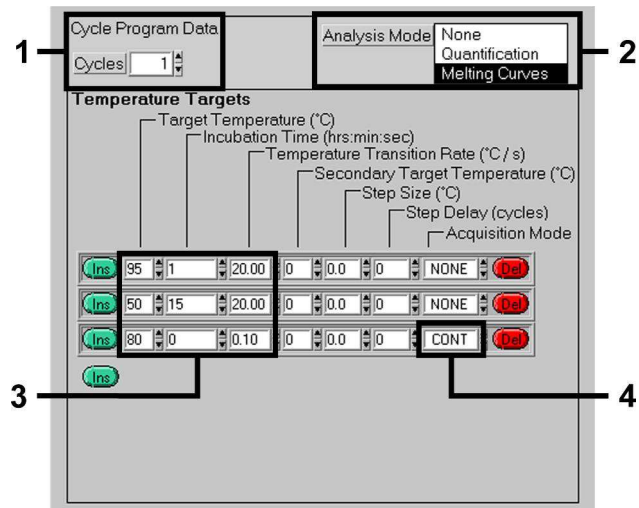 Cycle Program Data
Cycles 1
Analysis Mode
None
Quantification
Melting Curves
1
2
Temperature Targets
Target Temperature (°C)
Incubation Time (hrs:min:sec)
Temperature Transition Rate (°C / s)
Secondary Target Temperature (°C)
Step Size (°C)
Step Delay (cycles)
Acquisition Mode
Ins 95 1 20.00 0 0.0 0 NONE Del
Ins 50 15 20.00 0 0.0 0 NONE Del
Ins 80 0 0.10 0 0.0 0 CONT Del
Ins
3
4